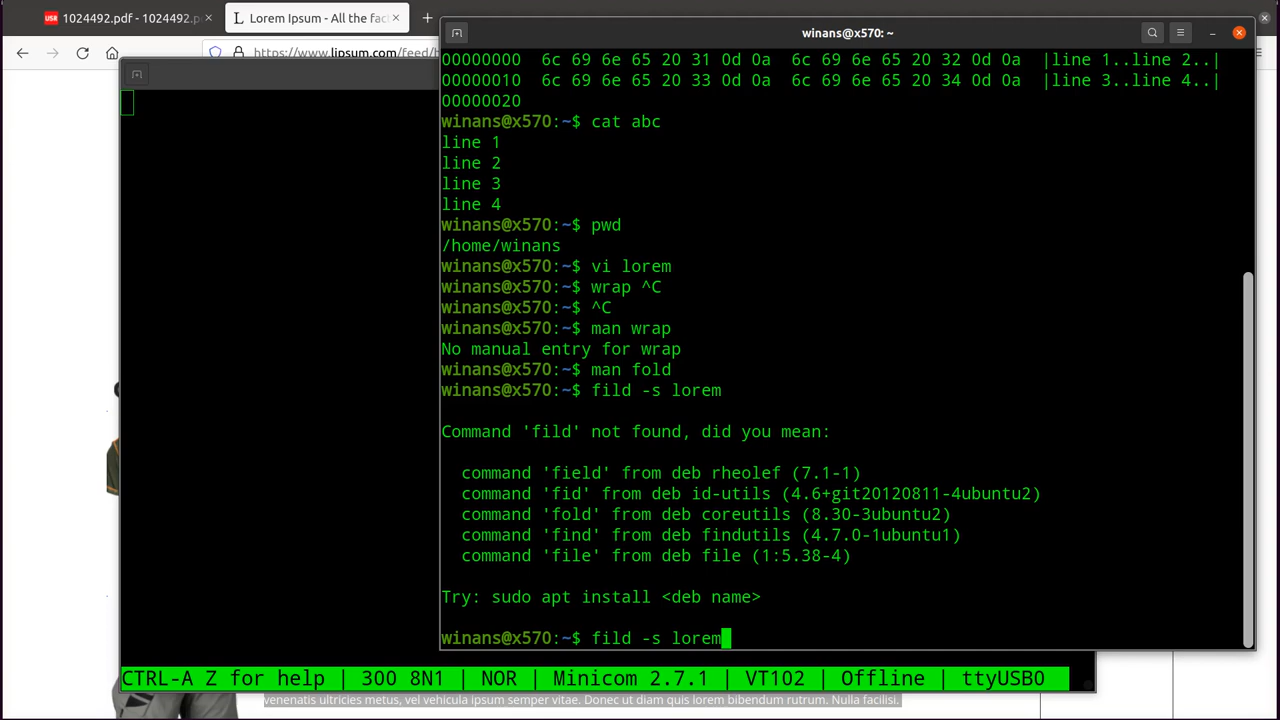 1024492.pdf - 1024492.p
Lorem Ipsum - All the fac
https://www.lipsum.com/feed/h
winans@x570: ~
00000000  6c 69 6e 65 20 31 0d 0a  6c 69 6e 65 20 32 0d 0a  |line 1..line 2..|
00000010  6c 69 6e 65 20 33 0d 0a  6c 69 6e 65 20 34 0d 0a  |line 3..line 4..|
00000020
winans@x570:~$ cat abc
line 1
line 2
line 3
line 4
winans@x570:~$ pwd
/home/winans
winans@x570:~$ vi lorem
winans@x570:~$ wrap ^C
winans@x570:~$ ^C
winans@x570:~$ man wrap
No manual entry for wrap
winans@x570:~$ man fold
winans@x570:~$ fild -s lorem
Command 'fild' not found, did you mean:
command 'field' from deb rheolef (7.1-1)
command 'fid' from deb id-utils (4.6+git20120811-4ubuntu2)
command 'fold' from deb coreutils (8.30-3ubuntu2)
command 'find' from deb findutils (4.7.0-1ubuntu1)
command 'file' from deb file (1:5.38-4)
Try: sudo apt install <deb name>
winans@x570:~$ fild -s lorem
CTRL-A Z for help | 300 8N1 | NOR | Minicom 2.7.1 | VT102 | Offline | ttyUSB0
venenatis ultricies metus, vel vehicula ipsum semper vitae. Donec ut diam quis lorem bibendum rutrum. Nulla facilisi.